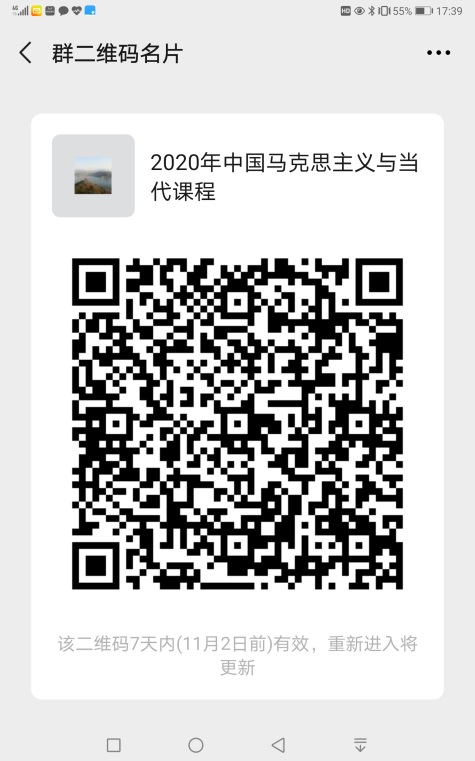 HD 55% 17:39
群二维码名片
2020年中国马克思主义与当
代课程
该二维码7天内(11月2日前)有效，重新进入将
更新